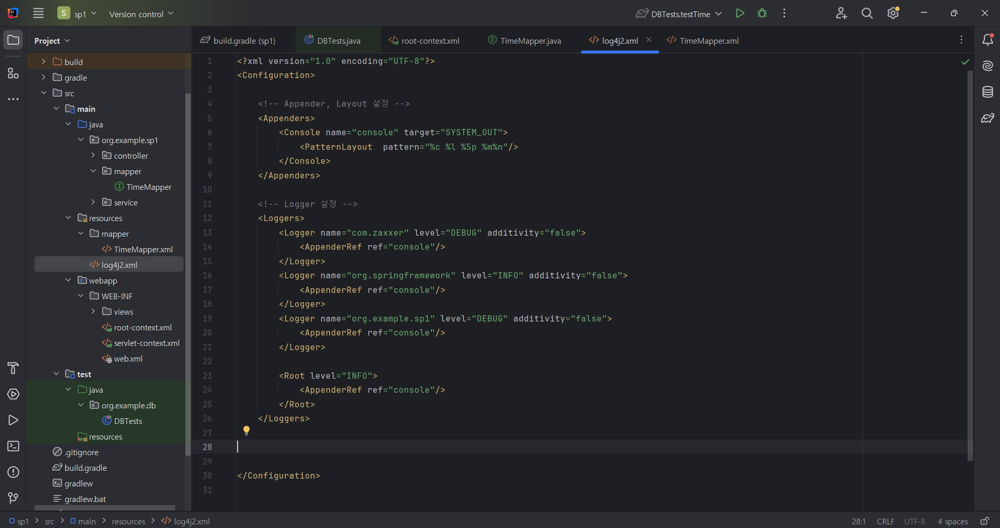 S sp1 Version control DBTests.testTime
Project
build
gradle
src
main
java
org.example.sp1
controller
mapper
TimeMapper
service
resources
mapper
TimeMapper.xml
log4j2.xml
webapp
WEB-INF
views
root-context.xml
servlet-context.xml
web.xml
test
java
org.example.db
DBTests
resources
.gitignore
build.gradle
gradlew
gradlew.bat
build.gradle (sp1) DBTests.java root-context.xml TimeMapper.java log4j2.xml TimeMapper.xml
1 <?xml version="1.0" encoding="UTF-8"?>
2 <Configuration>
3
4 <!-- Appender, Layout 설정 -->
5 <Appenders>
6 <Console name="console" target="SYSTEM_OUT">
7 <PatternLayout  pattern="%c %l %5p %m%n"/>
8 </Console>
9 </Appenders>
10
11 <!-- Logger 설정 -->
12 <Loggers>
13 <Logger name="com.zaxxer" level="DEBUG" additivity="false">
14 <AppenderRef ref="console"/>
15 </Logger>
16 <Logger name="org.springframework" level="INFO" additivity="false">
17 <AppenderRef ref="console"/>
18 </Logger>
19 <Logger name="org.example.sp1" level="DEBUG" additivity="false">
20 <AppenderRef ref="console"/>
21 </Logger>
22
23 <Root level="INFO">
24 <AppenderRef ref="console"/>
25 </Root>
26 </Loggers>
27
28
29
30 </Configuration>
31
sp1 > src > main > resources > log4j2.xml 28:1 CRLF UTF-8 4 spaces